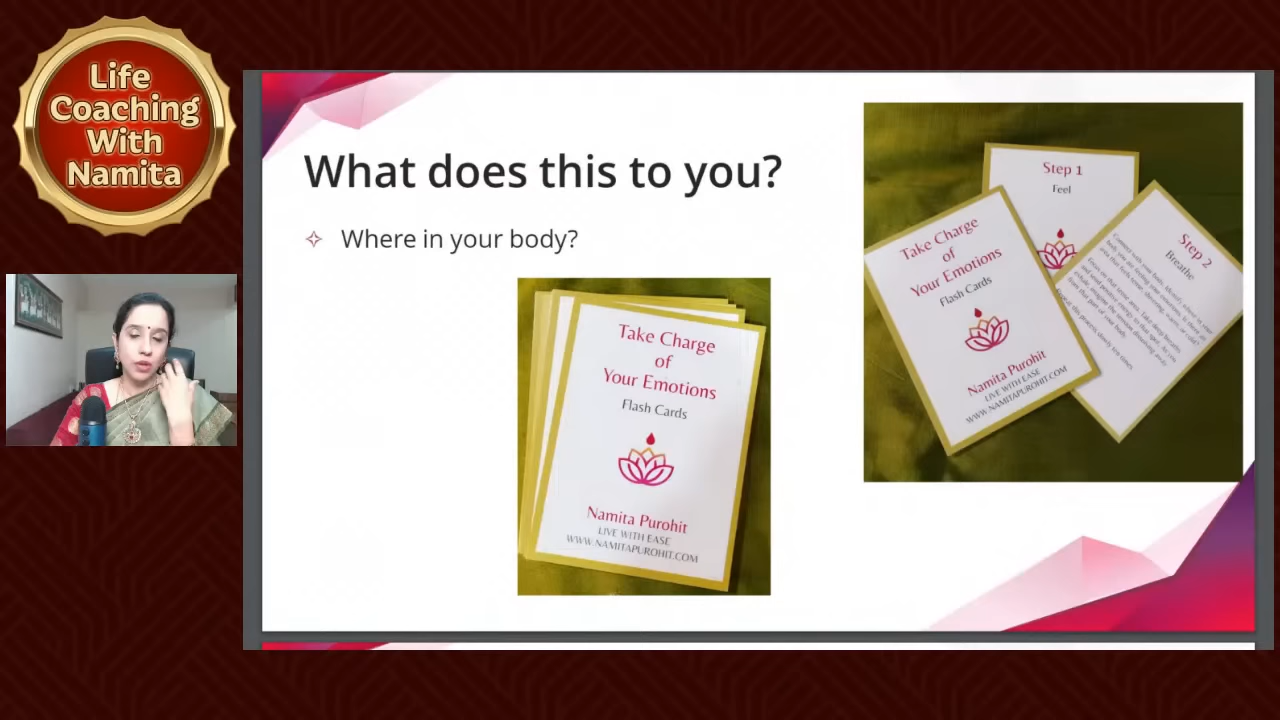 Life
Coaching
With
Namita
What does this to you?
Where in your body?
Take Charge
of
Your Emotions
Flash Cards
Namita Purohit
LIVE WITH EASE
WWW.NAMITAPUROHIT.COM
Step 1
Feel
Take Charge
of
Your Emotions
Flash Cards
Namita Purohit
LIVE WITH EASE
WWW.NAMITAPUROHIT.COM
Step 2
Breathe